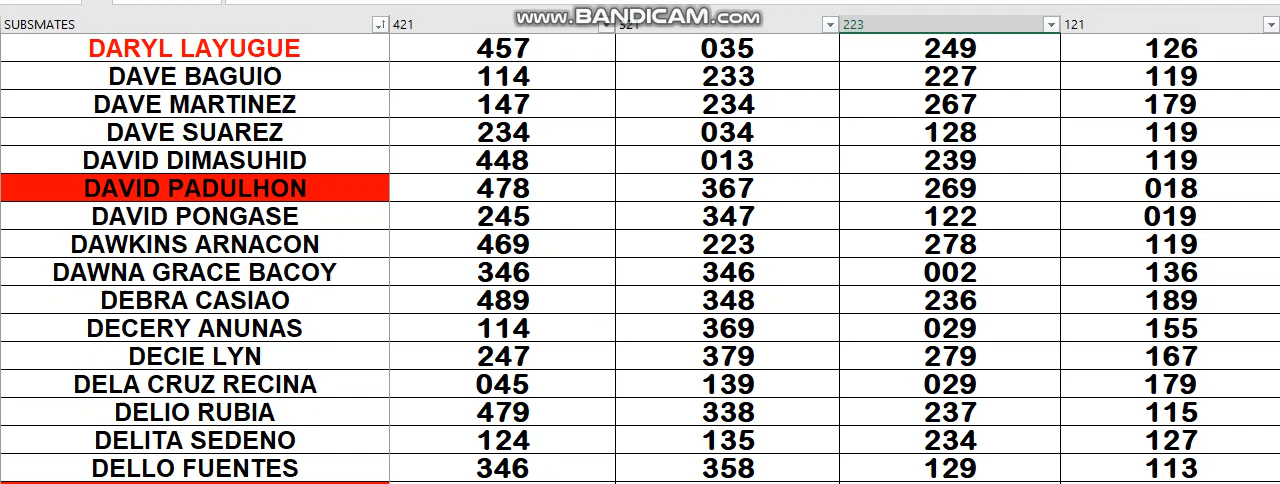 www.BANDICAM.com
SUBSMATES 421 321 223 121
DARYL LAYUGUE 457 035 249 126
DAVE BAGUIO 114 233 227 119
DAVE MARTINEZ 147 234 267 179
DAVE SUAREZ 234 034 128 119
DAVID DIMASUHID 448 013 239 119
DAVID PADULHON 478 367 269 018
DAVID PONGASE 245 347 122 019
DAWKINS ARNACON 469 223 278 119
DAWNA GRACE BACOY 346 346 002 136
DEBRA CASIAO 489 348 236 189
DECERY ANUNAS 114 369 029 155
DECIE LYN 247 379 279 167
DELA CRUZ RECINA 045 139 029 179
DELIO RUBIA 479 338 237 115
DELITA SEDENO 124 135 234 127
DELLO FUENTES 346 358 129 113